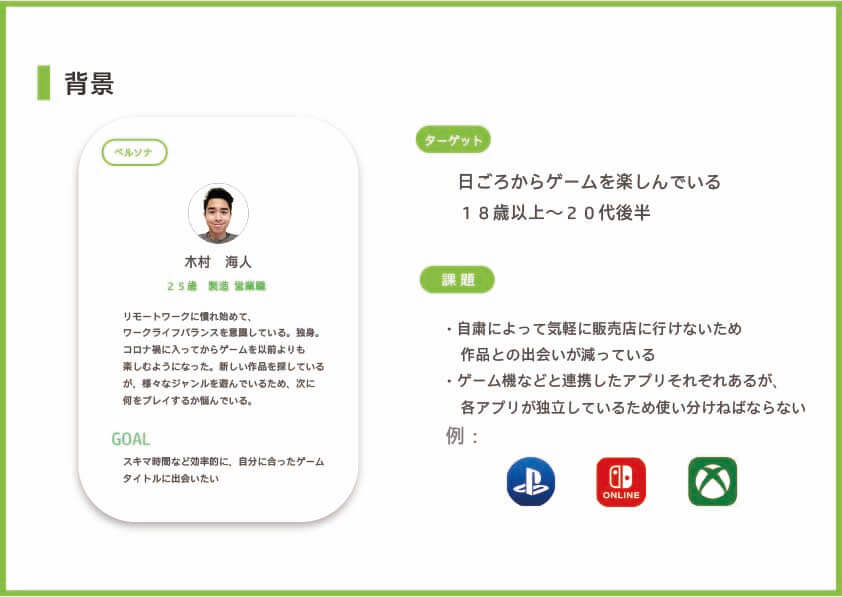 背景
ペルソナ
木村　海人
２５歳　製造 営業職
リモートワークに慣れ始めて、
ワークライフバランスを意識している。独身。
コロナ禍に入ってからゲームを以前よりも
楽しむようになった。新しい作品を探している
が、様々なジャンルを遊んでいるため、次に
何をプレイするか悩んでいる。
GOAL
スキマ時間など効率的に、自分に合ったゲーム
タイトルに出会いたい
ターゲット
日ごろからゲームを楽しんでいる
１８歳以上～２０代後半
課題
・自粛によって気軽に販売店に行けないため
作品との出会いが減っている
・ゲーム機などと連携したアプリそれぞれあるが、
各アプリが独立しているため使い分けねばならない
例：
ONLINE